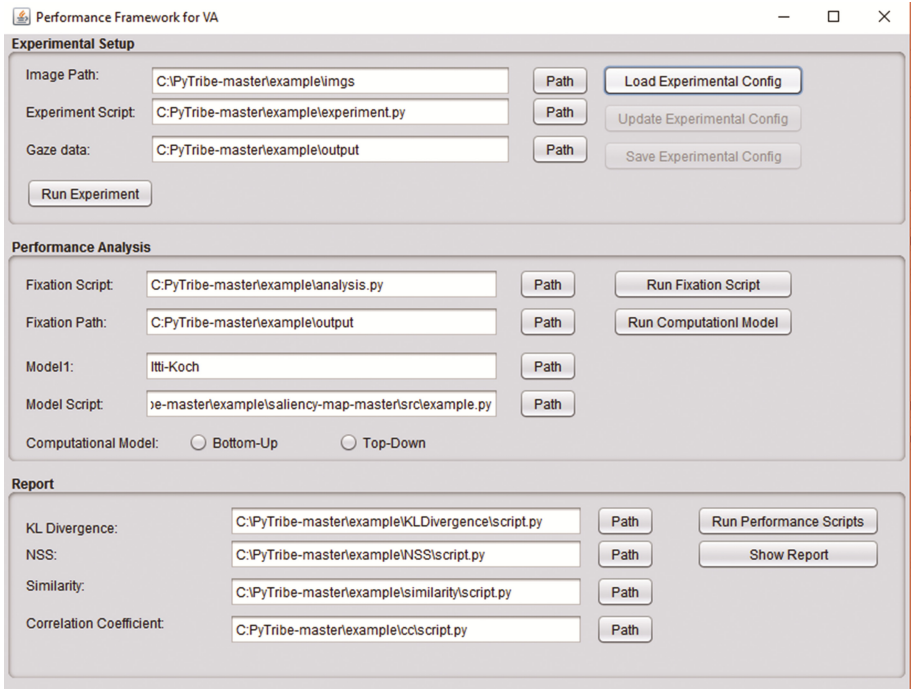 Performance Framework for VA
Experimental Setup
Image Path: C:\PyTribe-master\example\imgs Path Load Experimental Config
Experiment Script: C:PyTribe-master\example\experiment.py Path Update Experimental Config
Gaze data: C:PyTribe-master\example\output Path Save Experimental Config
Run Experiment
Performance Analysis
Fixation Script: C:PyTribe-master\example\analysis.py Path Run Fixation Script
Fixation Path: C:PyTribe-master\example\output Path Run Computationl Model
Model1: Itti-Koch Path
Model Script: be-master\example\saliency-map-master\src\example.py Path
Computational Model: Bottom-Up Top-Down
Report
KL Divergence: C:\PyTribe-master\example\KLDivergence\script.py Path Run Performance Scripts
NSS: C:\PyTribe-master\example\NSS\script.py Path Show Report
Similarity: C:\PyTribe-master\example\similarity\script.py Path
Correlation Coefficient: C:PyTribe-master\example\cc\script.py Path